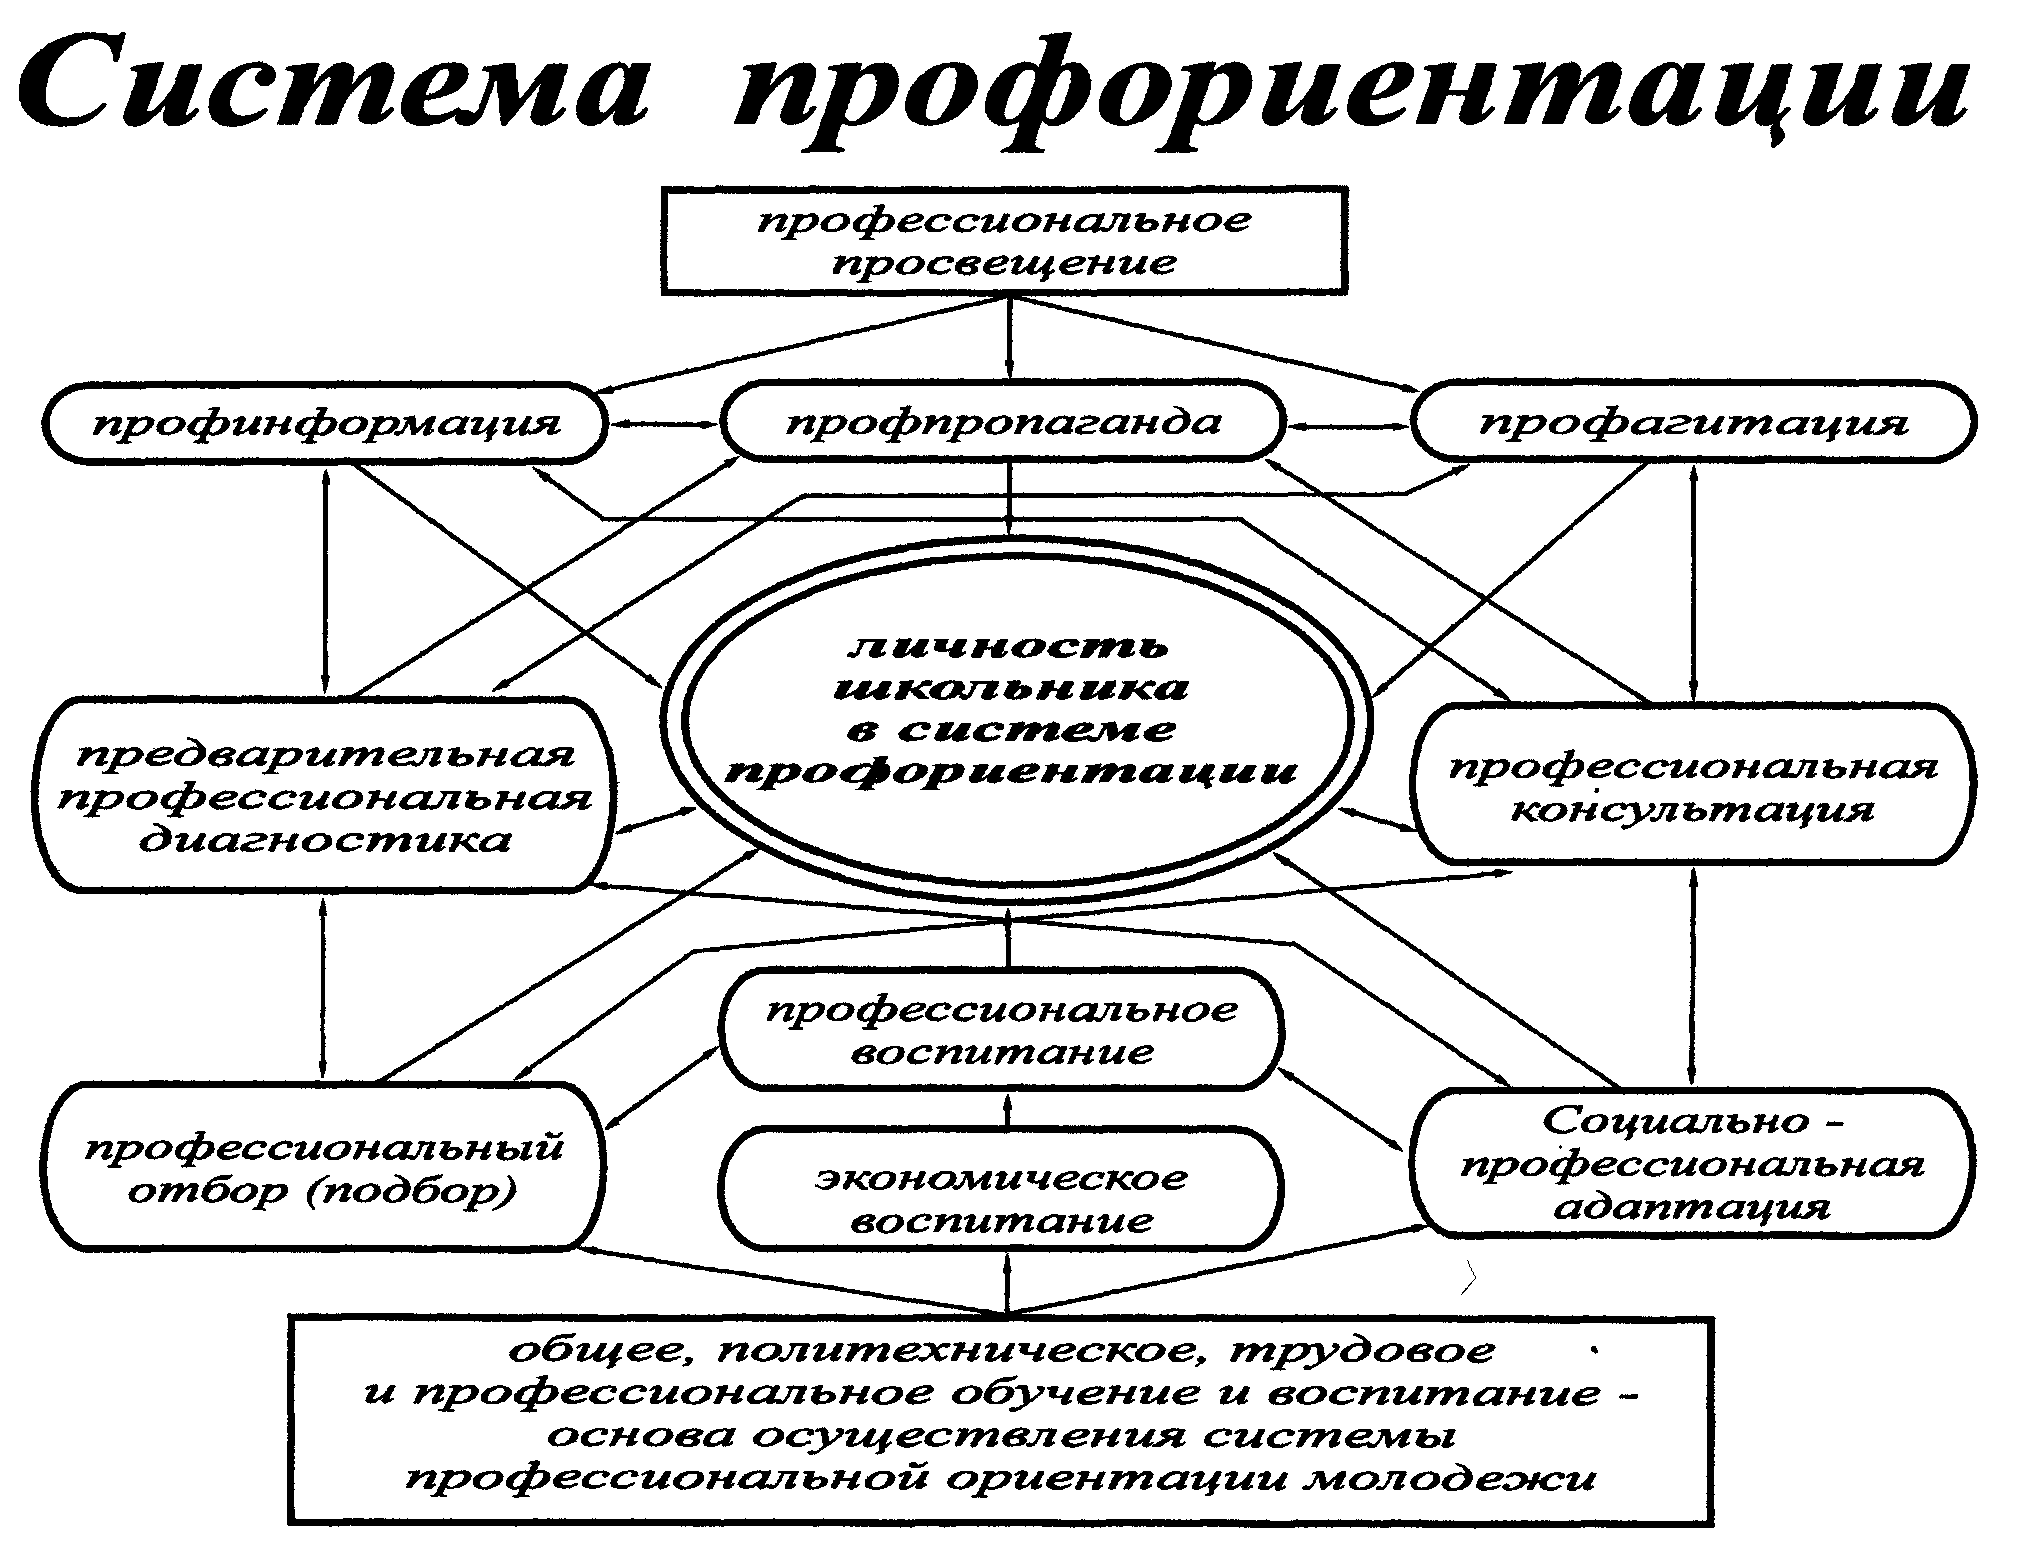 Система профориентации
профессиональное
просвещение
профинформация
профпропаганда
профагитация
личность
школьника
в системе
профориентации
предварительная
профессиональная
диагностика
профессиональная
консультация
профессиональное
воспитание
профессиональный
отбор (подбор)
экономическое
воспитание
Социально -
профессиональная
адаптация
общее, политехническое, трудовое
и профессиональное обучение и воспитание -
основа осуществления системы
профессиональной ориентации молодежи